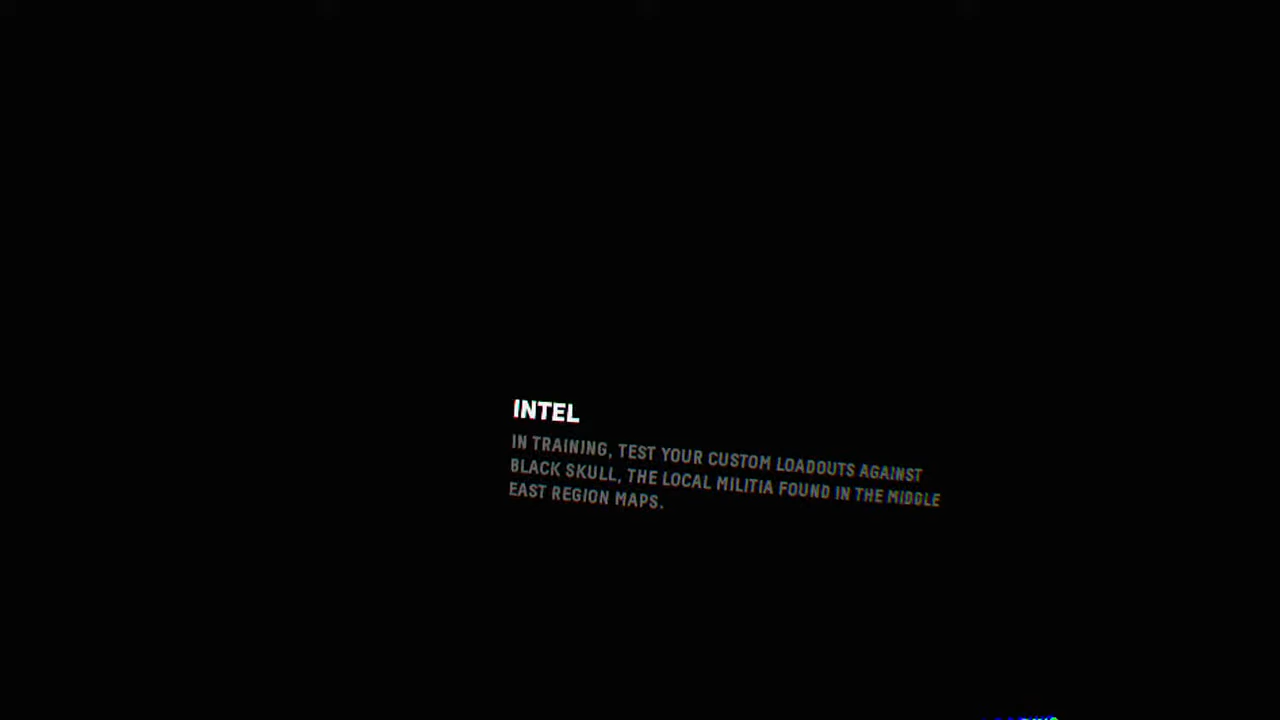 INTEL
IN TRAINING, TEST YOUR CUSTOM LOADOUTS AGAINST
BLACK SKULL, THE LOCAL MILITIA FOUND IN THE MIDDLE
EAST REGION MAPS.